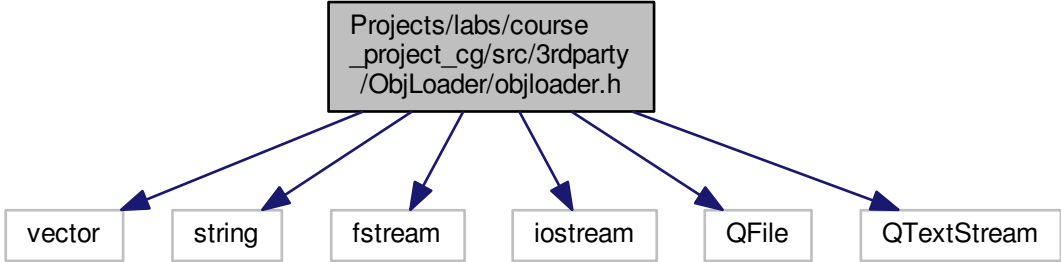 Projects/labs/course
_project_cg/src/3rdparty
/ObjLoader/objloader.h
vector
string
fstream
iostream
QFile
QTextStream